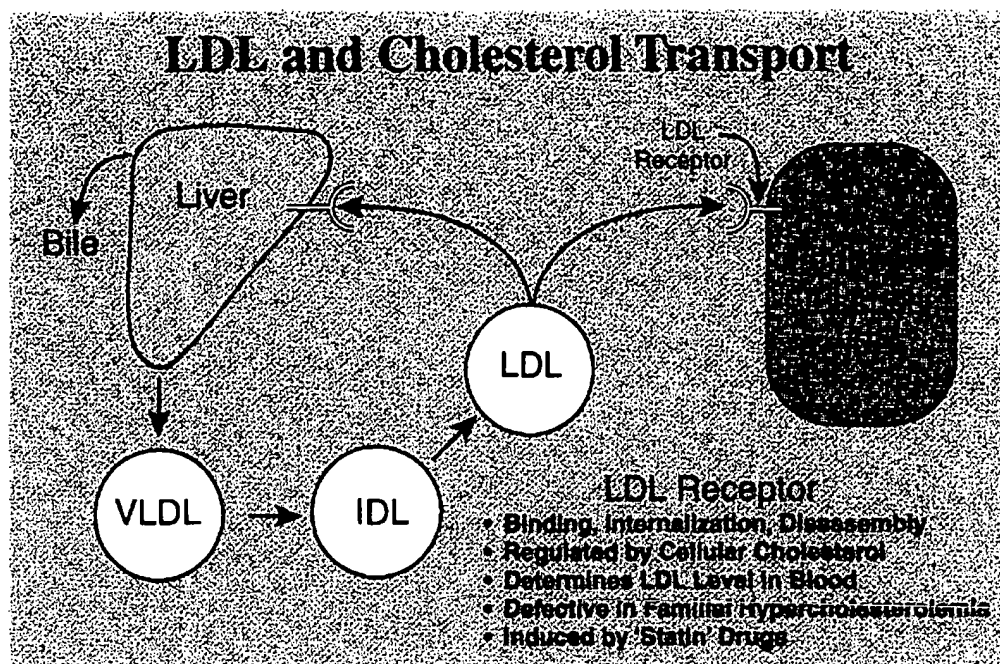 LDL and Cholesterol Transport
LDL
Receptor
Liver
Bile
LDL
VLDL
IDL
LDL Receptor
• Binding, Internalization, Disassembly
• Regulated by Cellular Cholesterol
• Determines LDL Level in Blood
• Defective in Familial Hypercholesterolemia
• Induced by 'Statin' Drugs